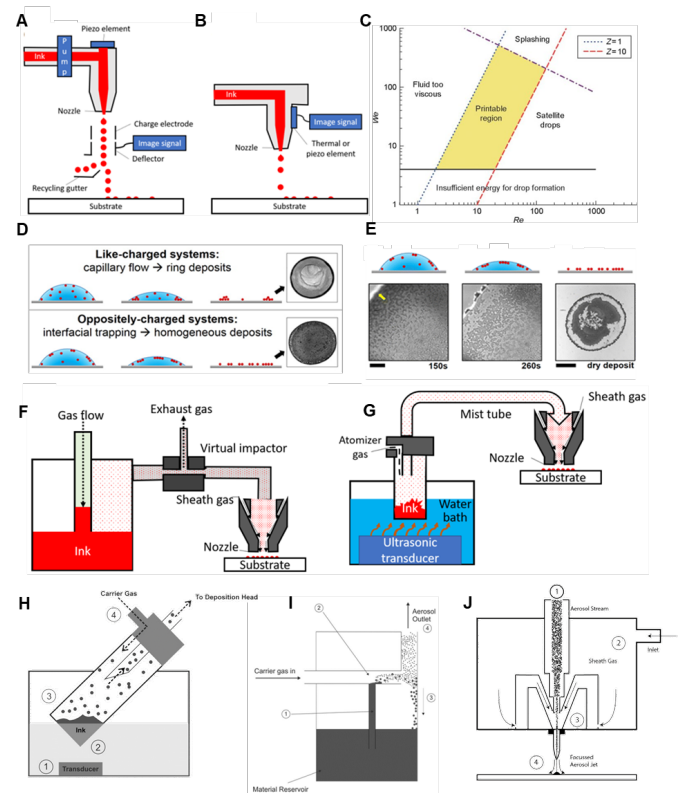 A
Piezo element
Pump
Ink
Nozzle
Charge electrode
Image signal
Deflector
Recycling gutter
Substrate
B
Ink
Image signal
Nozzle
Thermal or
piezo element
Substrate
C
We
1000
100
10
1
Splashing
Z= 1
Z= 10
Fluid too
viscous
Printable
region
Satellite
drops
Insufficient energy for drop formation
1
10
100
1000
Re
D
Like-charged systems:
capillary flow → ring deposits
Oppositely-charged systems:
interfacial trapping → homogeneous deposits
E
150s
260s
dry deposit
F
Gas flow
Exhaust gas
Virtual impactor
Sheath gas
Ink
Nozzle
Substrate
G
Mist tube
Sheath gas
Atomizer
gas
Nozzle
Substrate
Ink
Water
bath
Ultrasonic
transducer
H
Carrier Gas
To Deposition Head
4
3
Ink
2
1
Transducer
I
2
Aerosol
Outlet
4
Carrier gas in
1
3
Material Reservoir
J
1
Aerosol Stream
2
Inlet
Sheath Gas
3
4
Focussed
Aerosol Jet